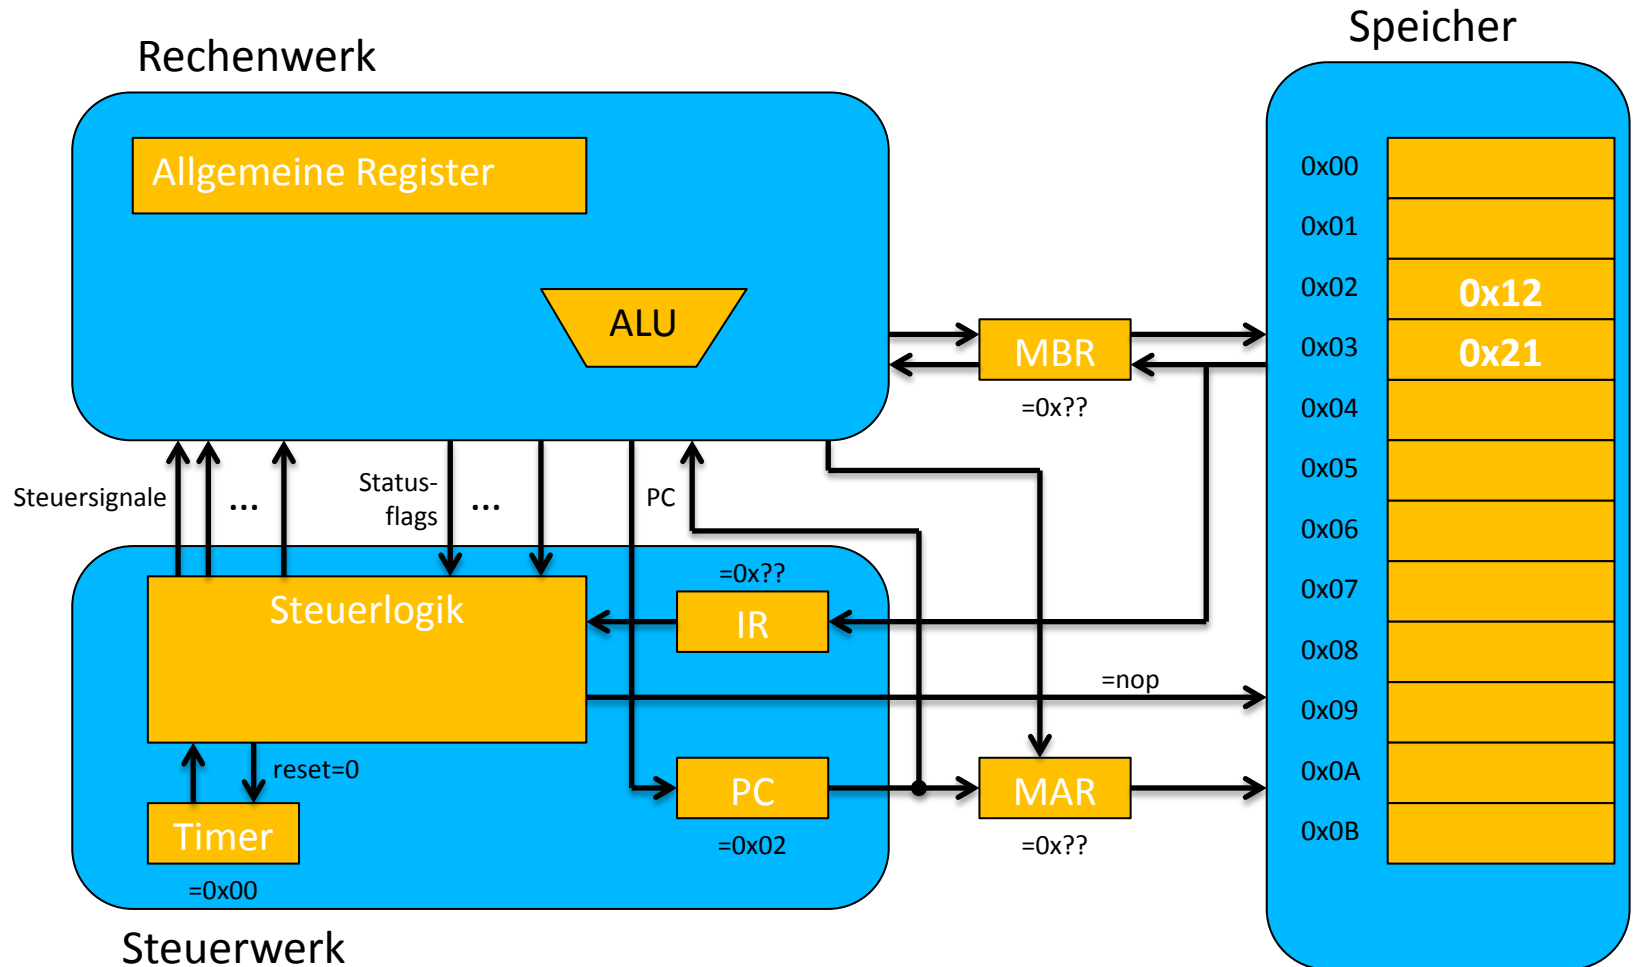 Speicher
Rechenwerk
Allgemeine Register
ALU
MBR
=0x??
Steuersignale
...
Status-
flags
...
PC
=0x??
Steuerlogik
IR
=nop
reset=0
PC
MAR
Timer
=0x02
=0x??
=0x00
Steuerwerk
0x00
0x01
0x02 0x12
0x03 0x21
0x04
0x05
0x06
0x07
0x08
0x09
0x0A
0x0B